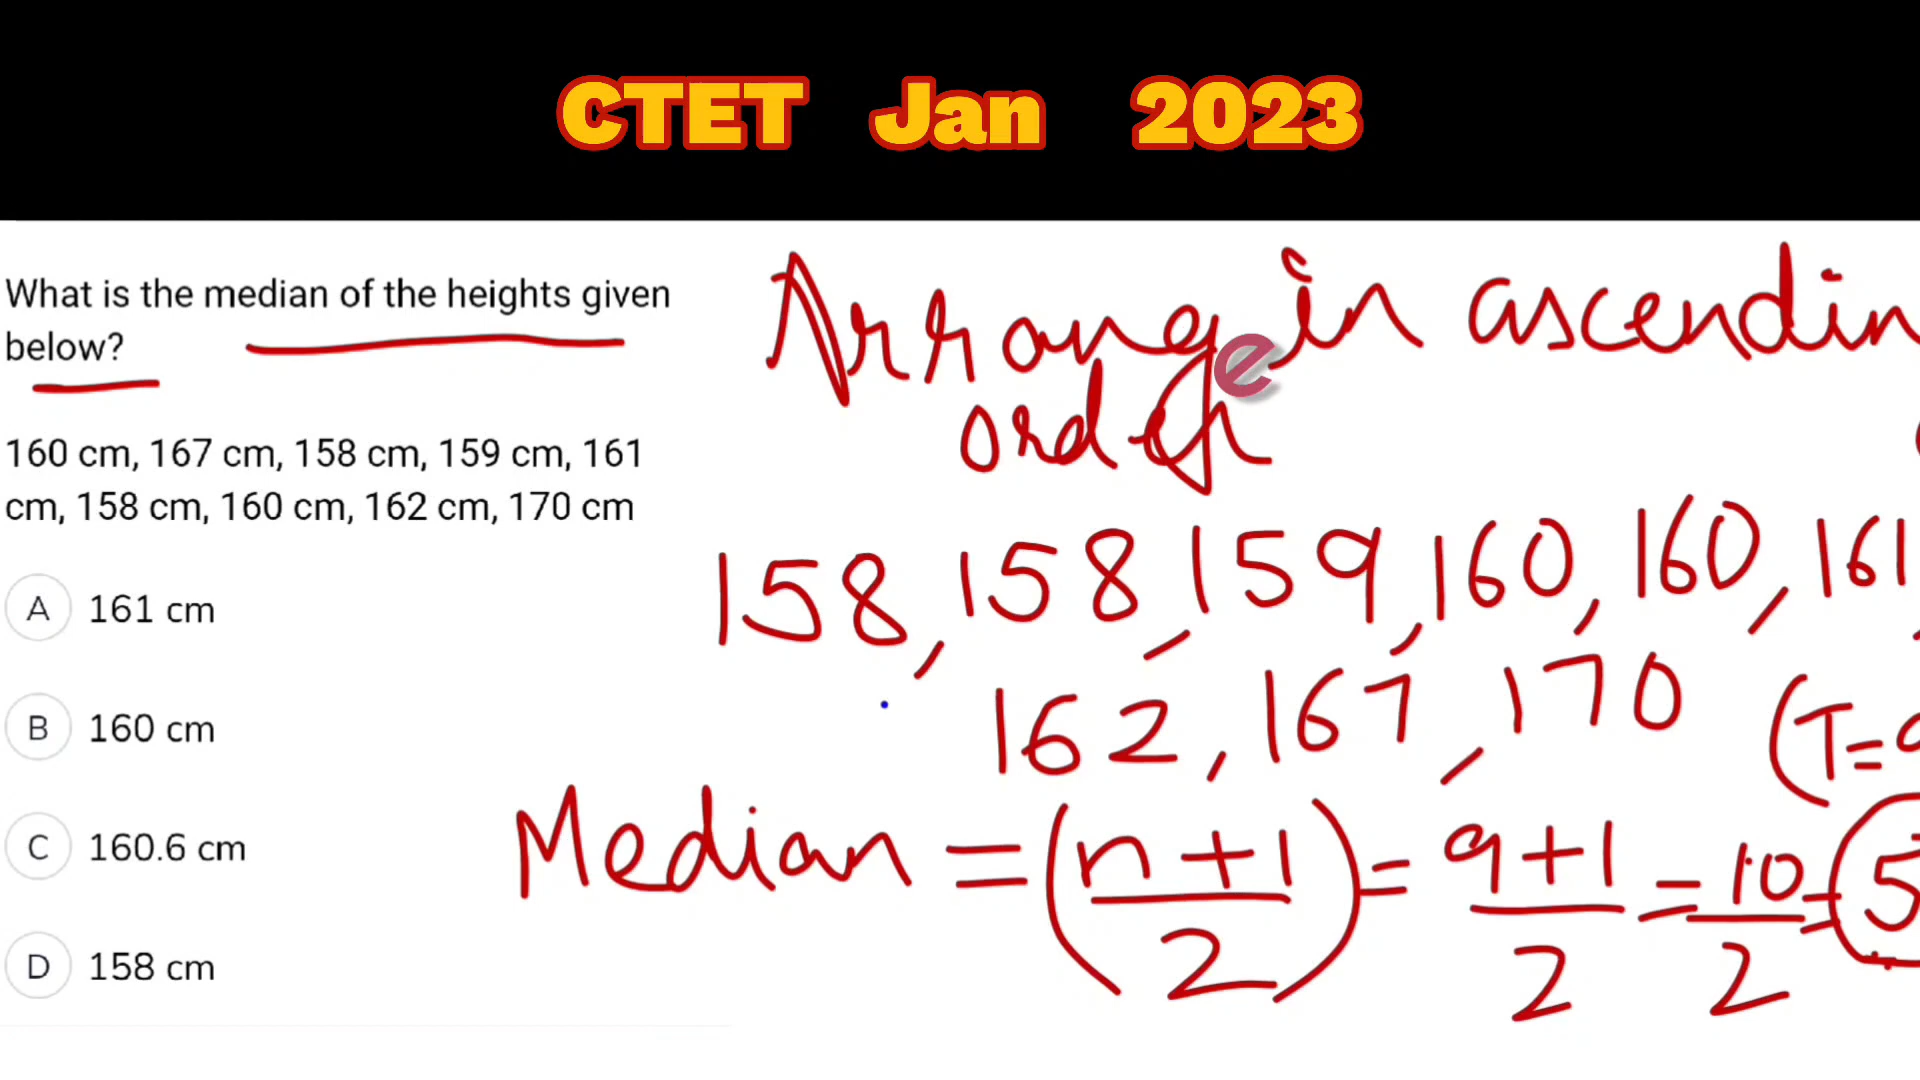 CTET Jan 2023
What is the median of the heights given
below?
160 cm, 167 cm, 158 cm, 159 cm, 161
cm, 158 cm, 160 cm, 162 cm, 170 cm
A 161 cm
B 160 cm
C 160.6 cm
D 158 cm
Arrange in ascendin
order
158, 158, 159, 160, 160, 161
162, 167, 170 (T=9
Median = (n+1/2) = 9+1/2 = 10/2 = 5